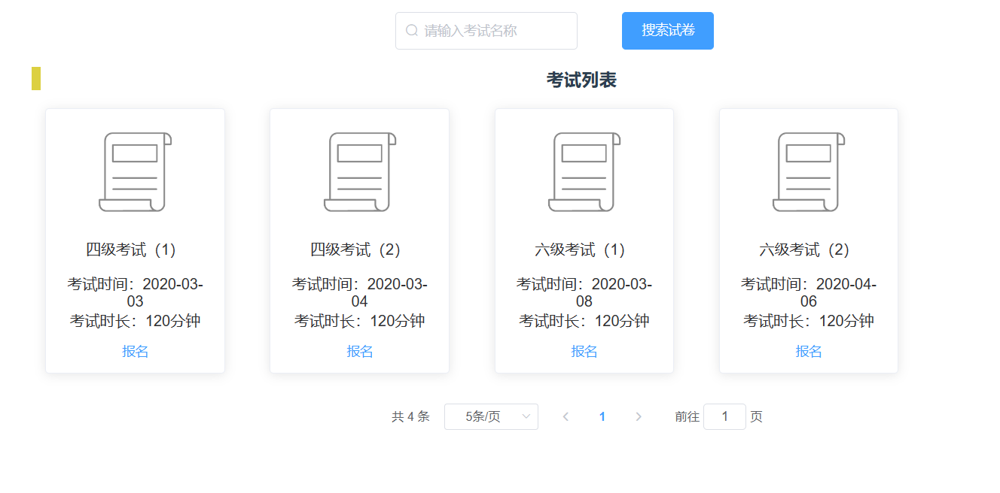 请输入考试名称 搜索试卷
考试列表
四级考试（1）
考试时间：2020-03-
03
考试时长：120分钟
报名
四级考试（2）
考试时间：2020-03-
04
考试时长：120分钟
报名
六级考试（1）
考试时间：2020-03-
08
考试时长：120分钟
报名
六级考试（2）
考试时间：2020-04-
06
考试时长：120分钟
报名
共 4 条 5条/页 1 前往 1 页